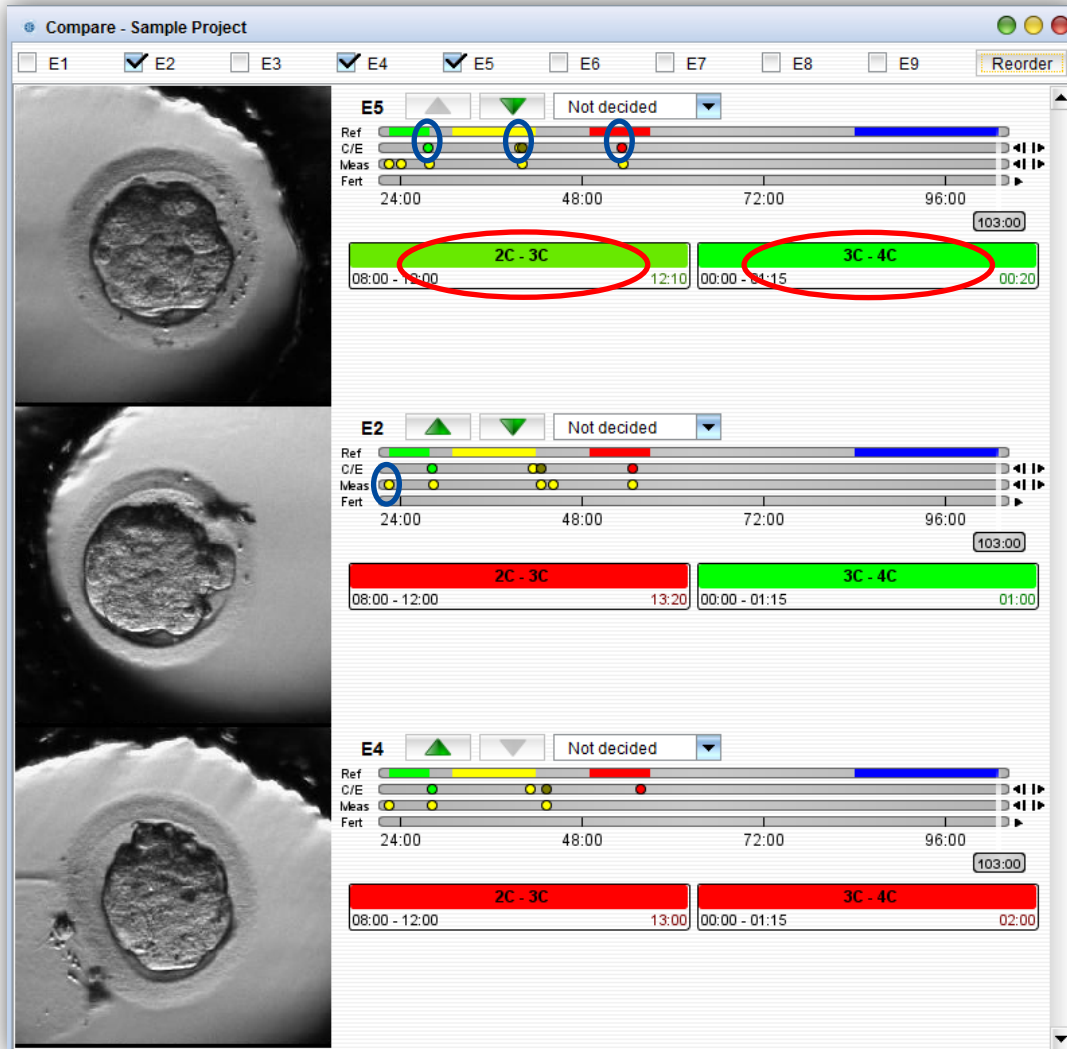 Compare - Sample Project
E1 E2 E3 E4 E5 E6 E7 E8 E9 Reorder
E5 Not decided
Ref
C/E
Meas
Fert
24:00 48:00 72:00 96:00
103:00
2C - 3C 3C - 4C
08:00 - 12:00 12:10 00:00 - 01:15 00:20
E2 Not decided
Ref
C/E
Meas
Fert
24:00 48:00 72:00 96:00
103:00
2C - 3C 3C - 4C
08:00 - 12:00 13:20 00:00 - 01:15 01:00
E4 Not decided
Ref
C/E
Meas
Fert
24:00 48:00 72:00 96:00
103:00
2C - 3C 3C - 4C
08:00 - 12:00 13:00 00:00 - 01:15 02:00